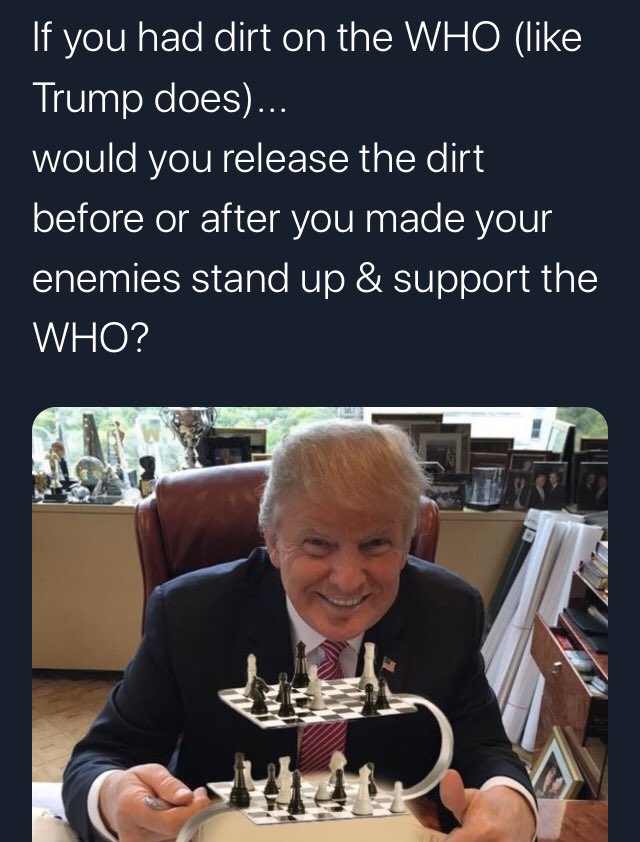 If you had dirt on the WHO (like
Trump does)...
would you release the dirt
before or after you made your
enemies stand up & support the
WHO?